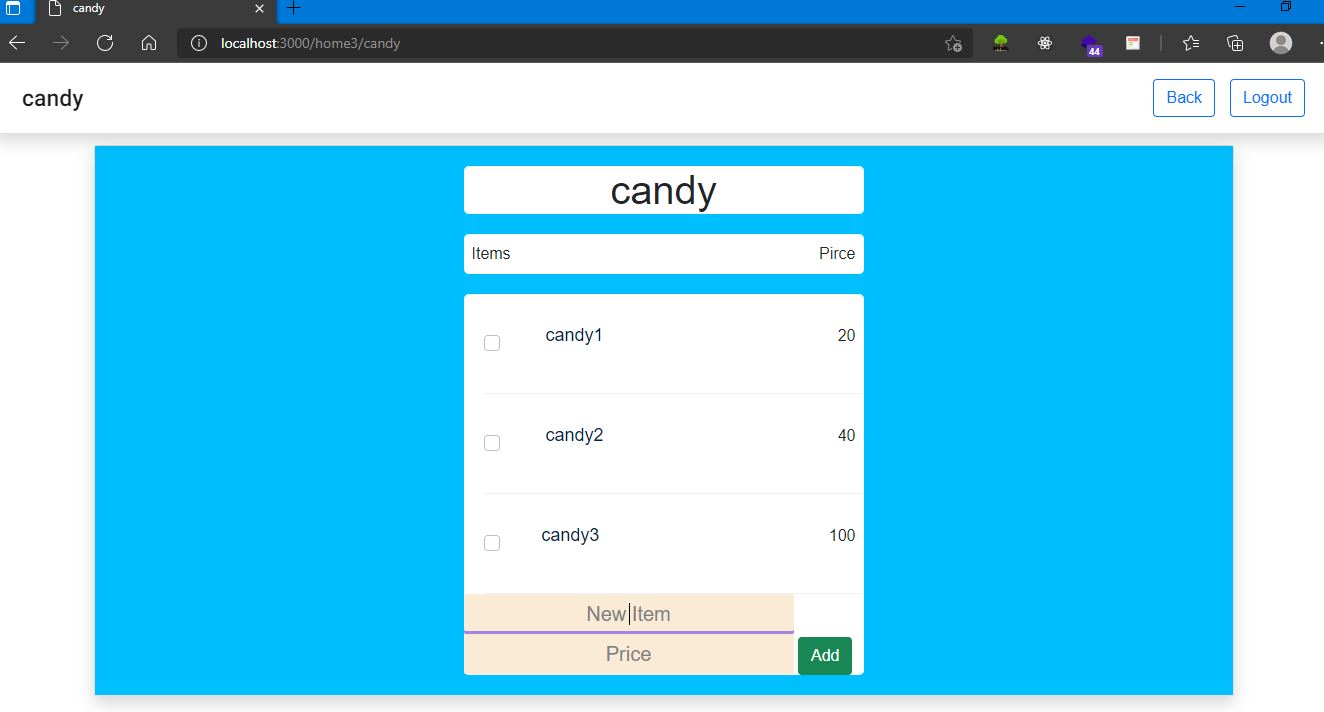 candy
localhost:3000/home3/candy
44
candy
Back
Logout
candy
Items Pirce
candy1 20
candy2 40
candy3 100
New Item
Price
Add